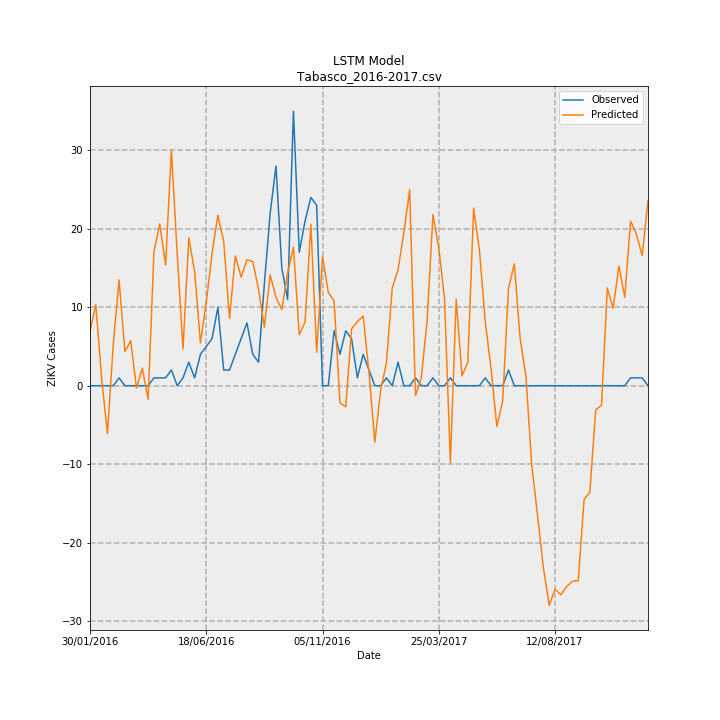 LSTM Model
Tabasco_2016-2017.csv
Observed
Predicted
ZIKV Cases
30
20
10
0
−10
−20
−30
30/01/2016
18/06/2016
05/11/2016
25/03/2017
12/08/2017
Date